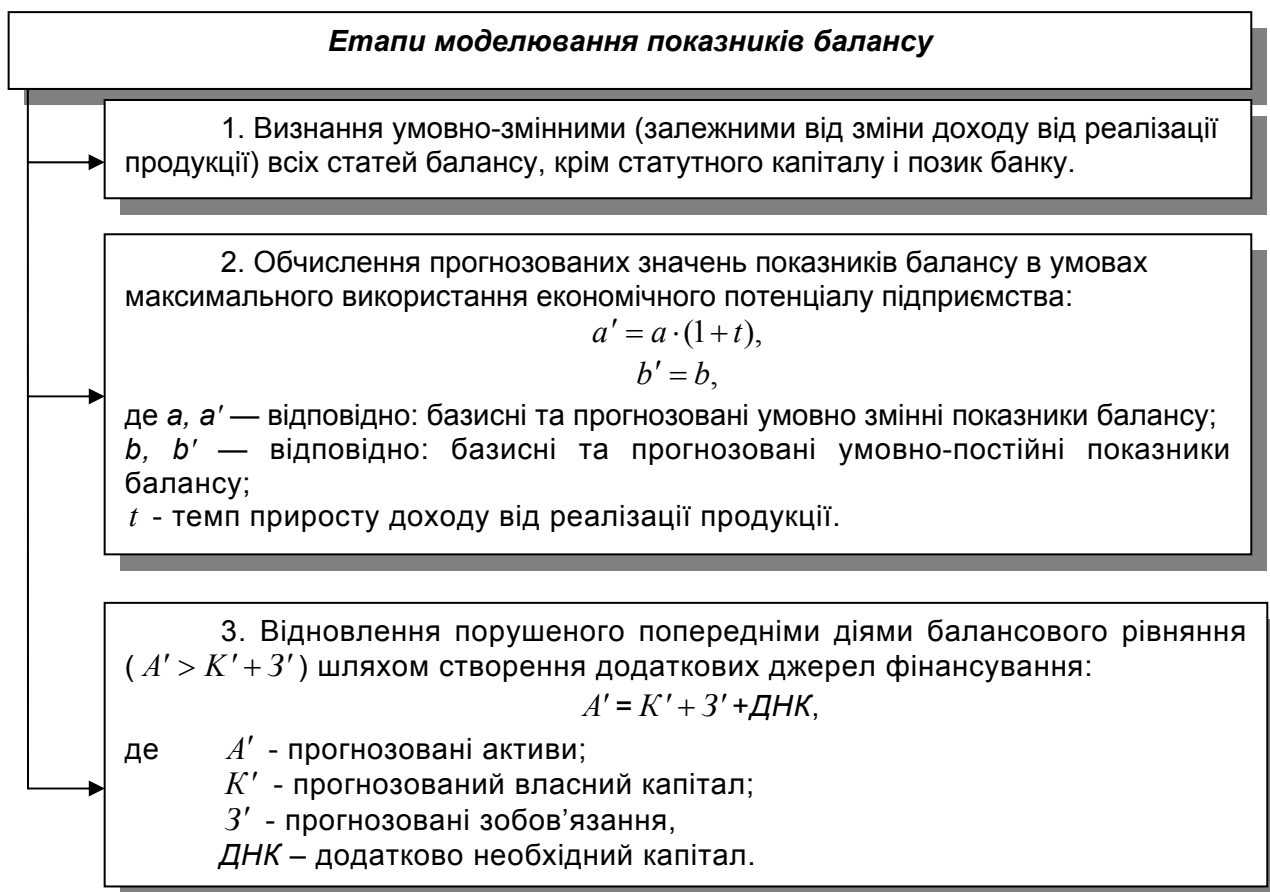 Етапи моделювання показників балансу
1. Визнання умовно-змінними (залежними від зміни доходу від реалізації
продукції) всіх статей балансу, крім статутного капіталу і позик банку.
2. Обчислення прогнозованих значень показників балансу в умовах
максимального використання економічного потенціалу підприємства:
a′ = a · (1 + t),
b′ = b,
де a, a′ — відповідно: базисні та прогнозовані умовно змінні показники балансу;
b, b′ — відповідно: базисні та прогнозовані умовно-постійні показники
балансу;
t - темп приросту доходу від реалізації продукції.
3. Відновлення порушеного попередніми діями балансового рівняння
( A′ > K′ + З′ ) шляхом створення додаткових джерел фінансування:
A′ = K′ + З′ +ДНК,
де A′ - прогнозовані активи;
K′ - прогнозований власний капітал;
З′ - прогнозовані зобов’язання,
ДНК – додатково необхідний капітал.